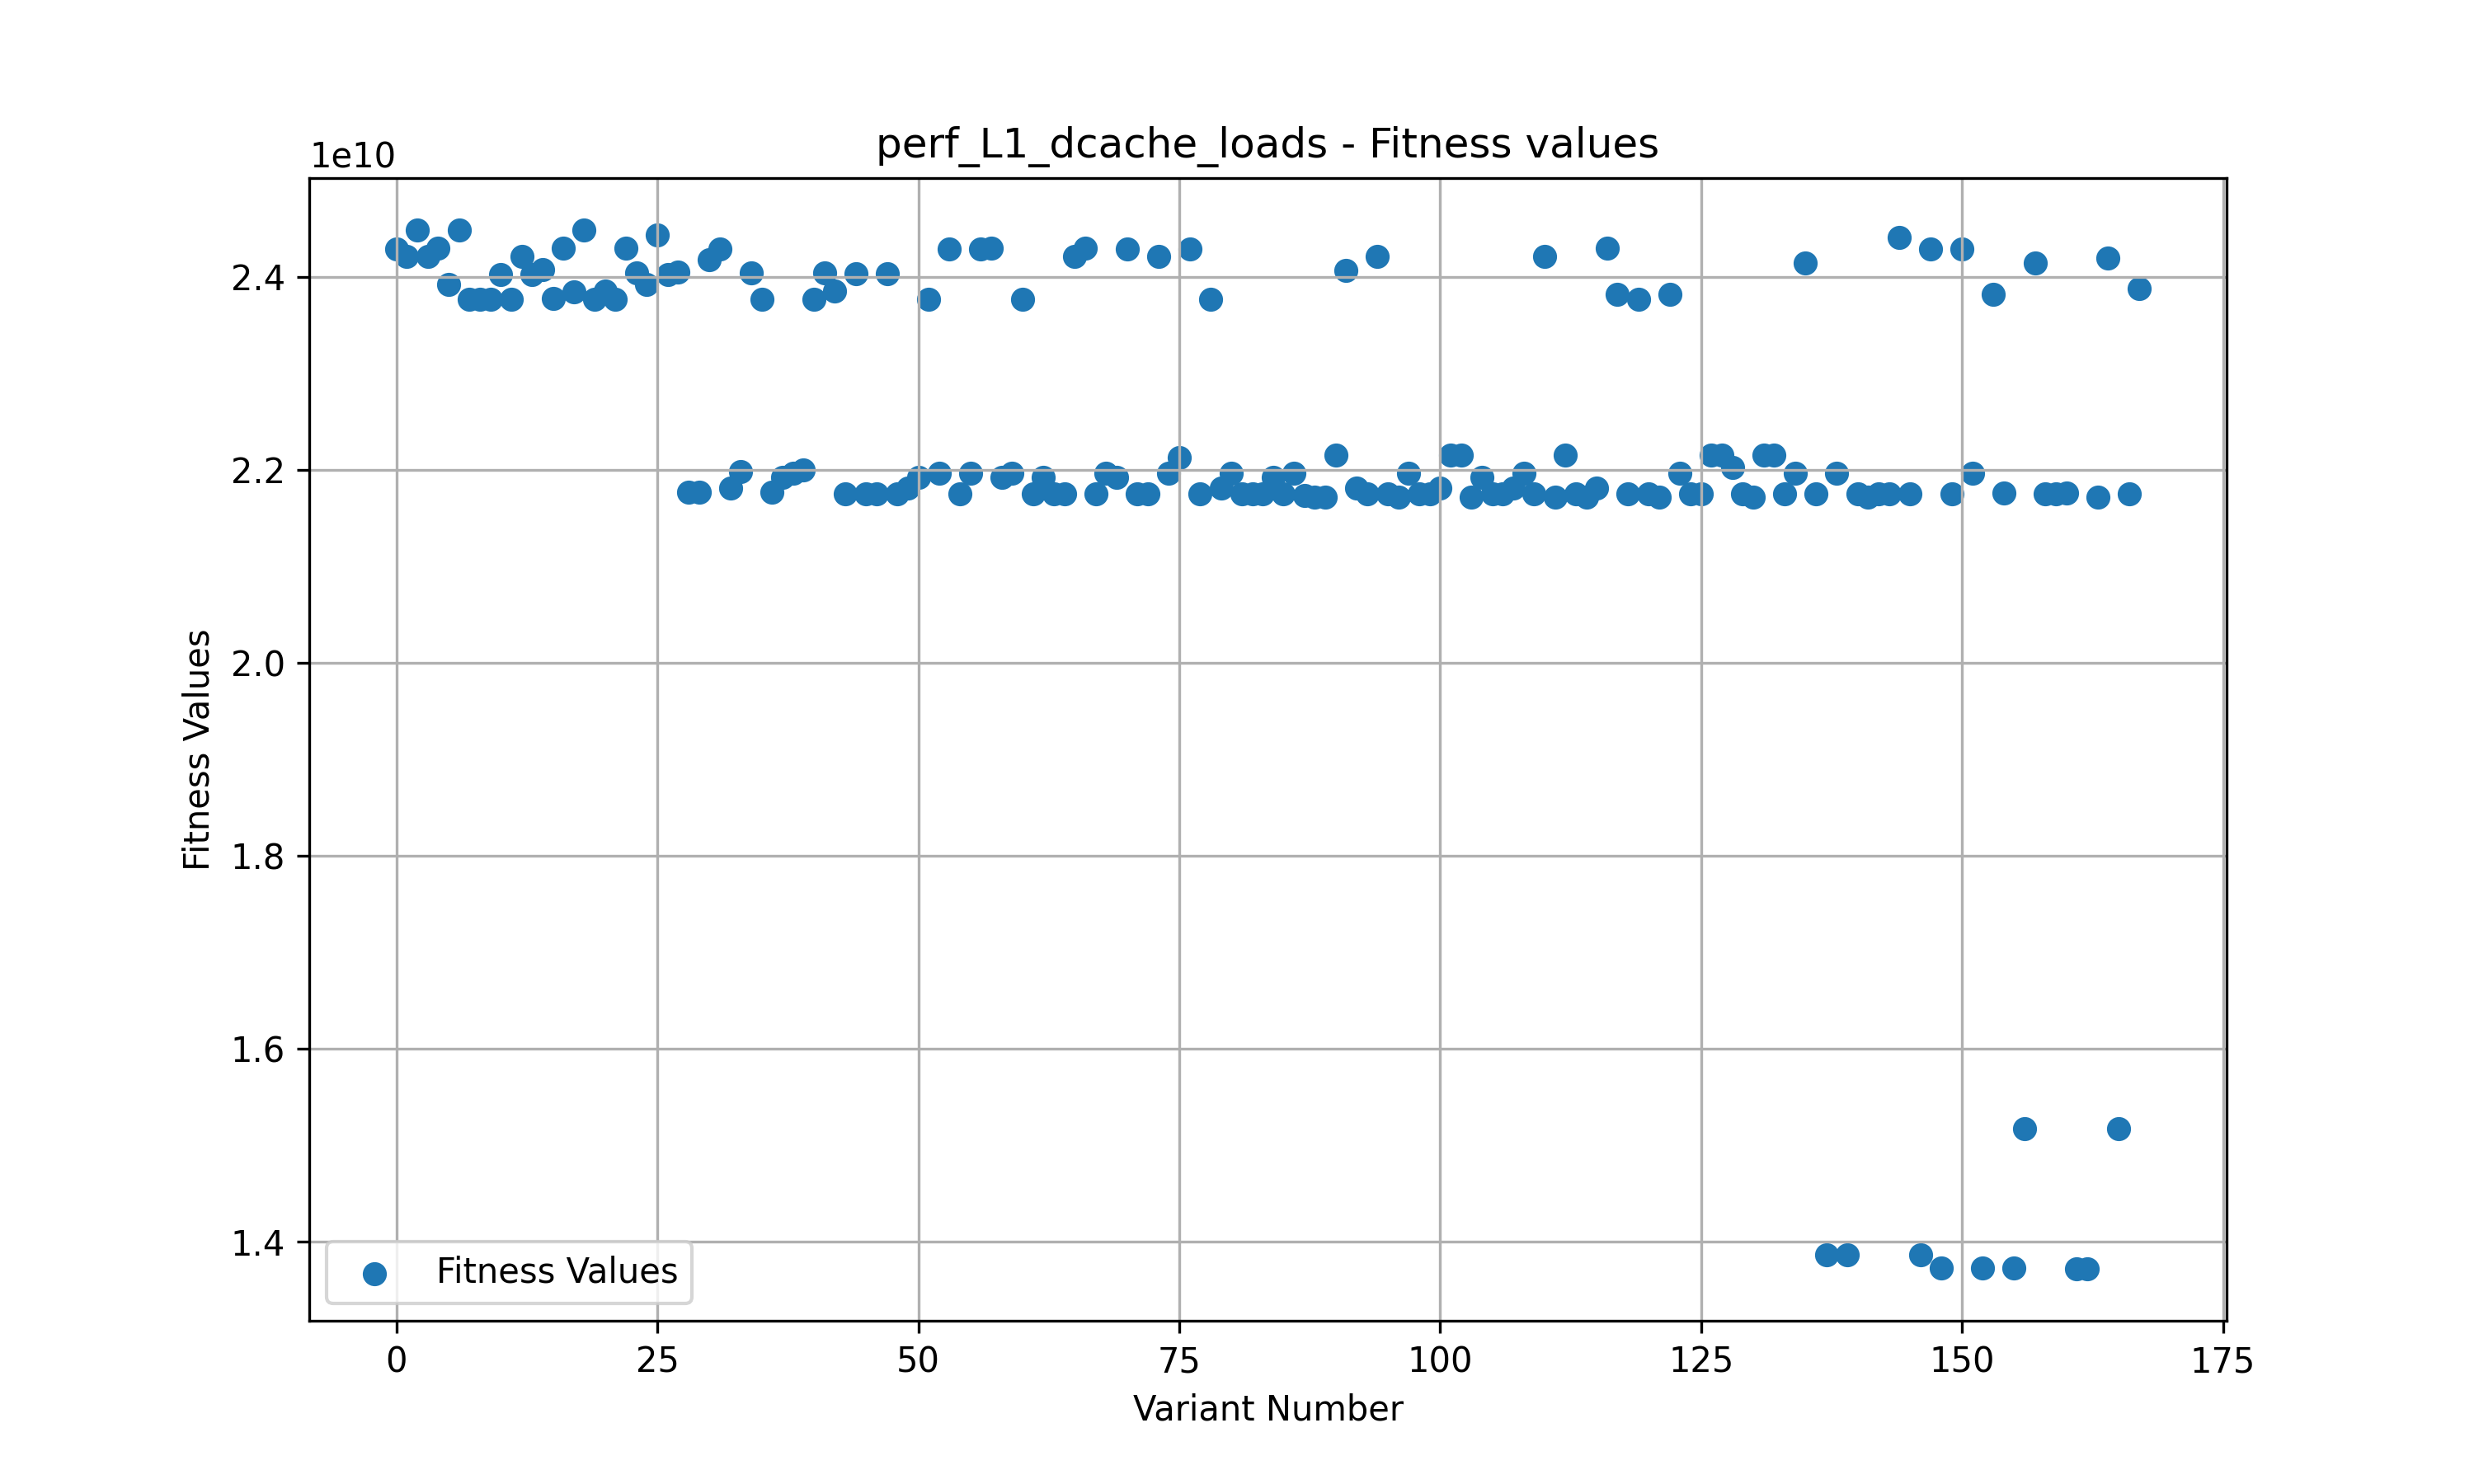 perf_L1_dcache_loads - Fitness values
1e10
2.4
2.2
2.0
1.8
1.6
1.4
Fitness Values
Fitness Values
0 25 50 75 100 125 150 175
Variant Number